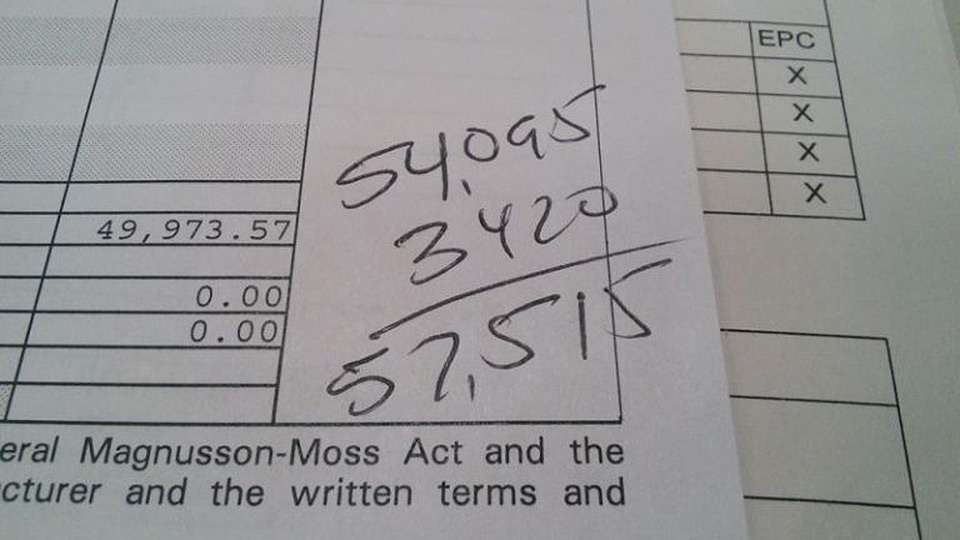 EPC
X
X
X
X
54,095
3420
57,515
49,973.57
0.00
0.00
eral Magnusson-Moss Act and the
cturer and the written terms and